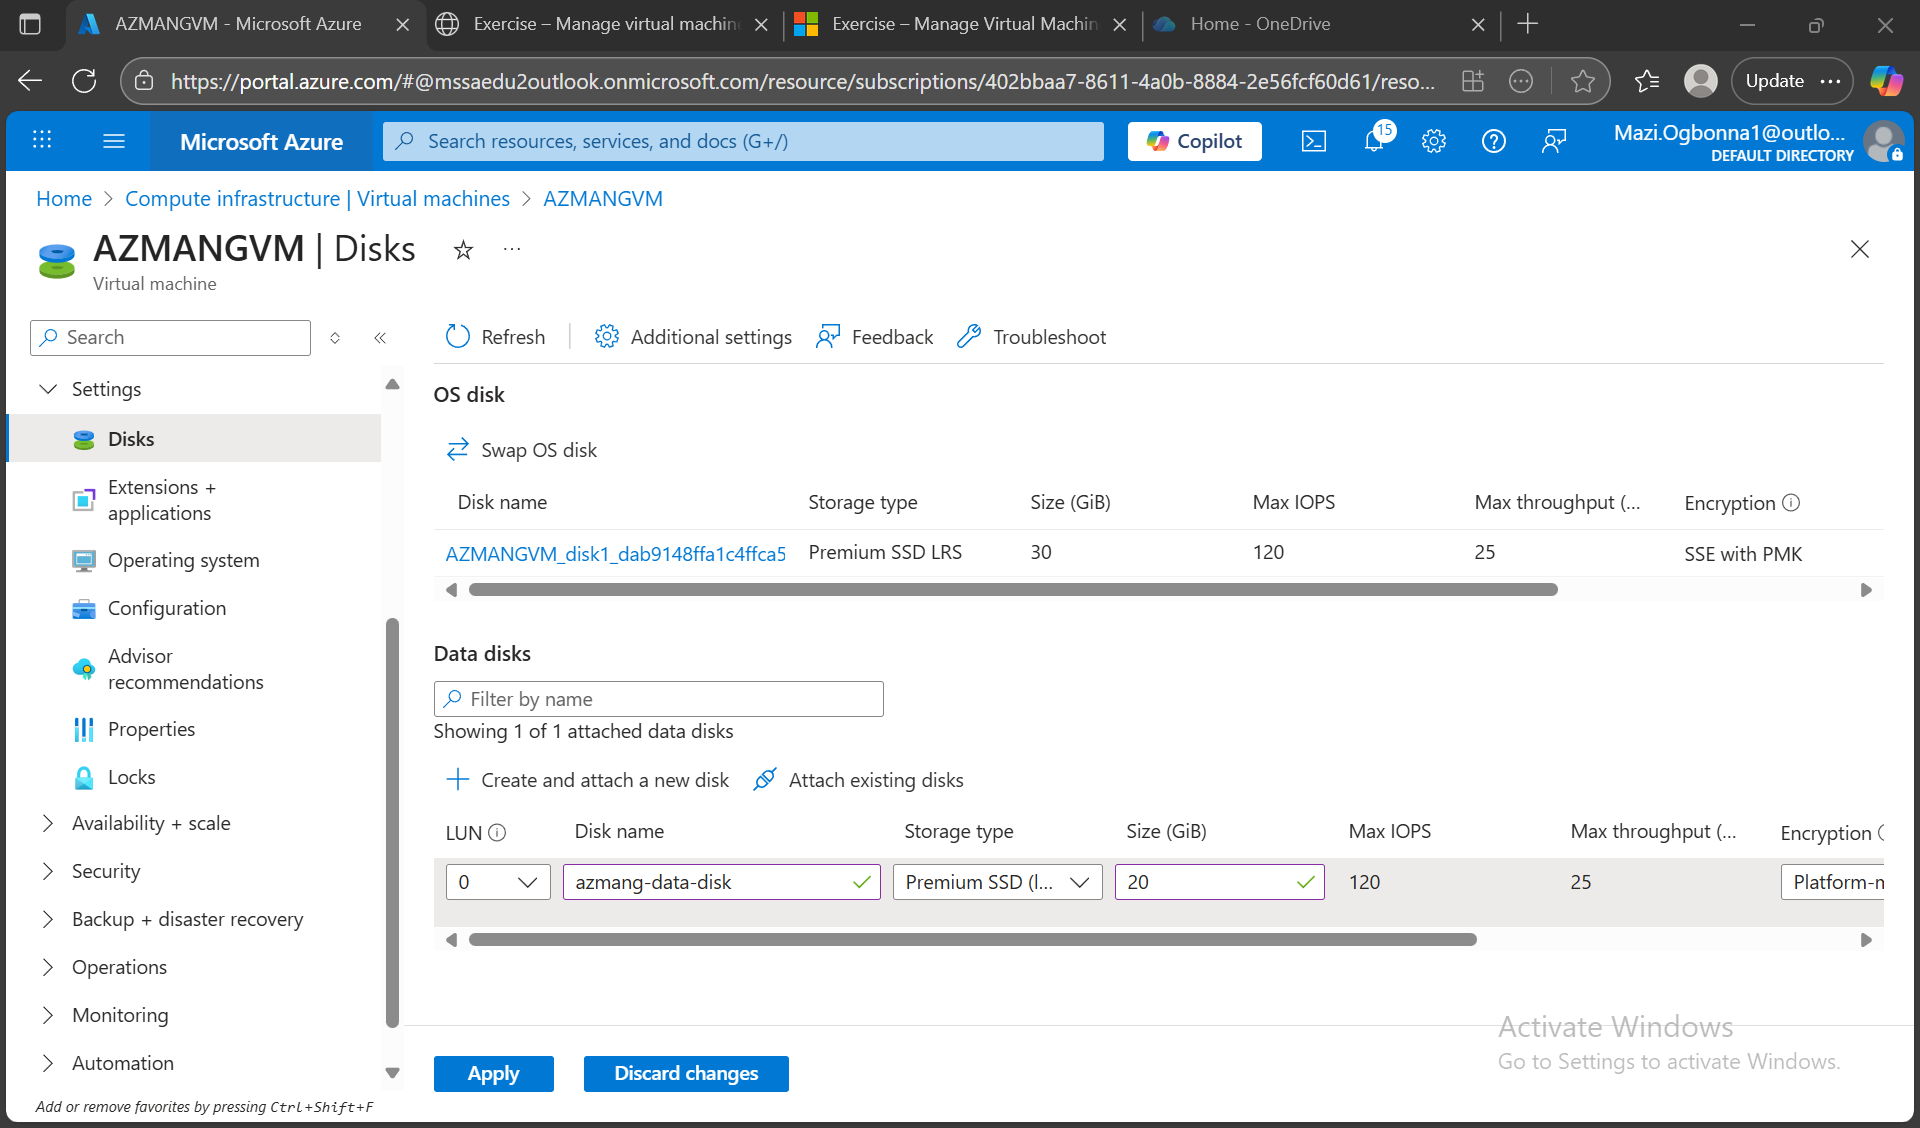 AZMANGVM - Microsoft Azure
Exercise – Manage virtual machin
Exercise – Manage Virtual Machin
Home - OneDrive
https://portal.azure.com/#@mssaedu2outlook.onmicrosoft.com/resource/subscriptions/402bbaa7-8611-4a0b-8884-2e56fcf60d61/reso...
Update
Microsoft Azure
Search resources, services, and docs (G+/)
Copilot
15
Mazi.Ogbonna1@outlo...
DEFAULT DIRECTORY
Home > Compute infrastructure | Virtual machines > AZMANGVM
AZMANGVM | Disks
Virtual machine
Search
Settings
Disks
Extensions +
applications
Operating system
Configuration
Advisor
recommendations
Properties
Locks
Availability + scale
Security
Backup + disaster recovery
Operations
Monitoring
Automation
Add or remove favorites by pressing Ctrl+Shift+F
Refresh
Additional settings
Feedback
Troubleshoot
OS disk
Swap OS disk
Disk name Storage type Size (GiB) Max IOPS Max throughput (... Encryption
AZMANGVM_disk1_dab9148ffa1c4ffca5 Premium SSD LRS 30 120 25 SSE with PMK
Data disks
Filter by name
Showing 1 of 1 attached data disks
Create and attach a new disk
Attach existing disks
LUN Disk name Storage type Size (GiB) Max IOPS Max throughput (... Encryption
0 azmang-data-disk Premium SSD (l... 20 120 25 Platform-m
Apply
Discard changes
Activate Windows
Go to Settings to activate Windows.